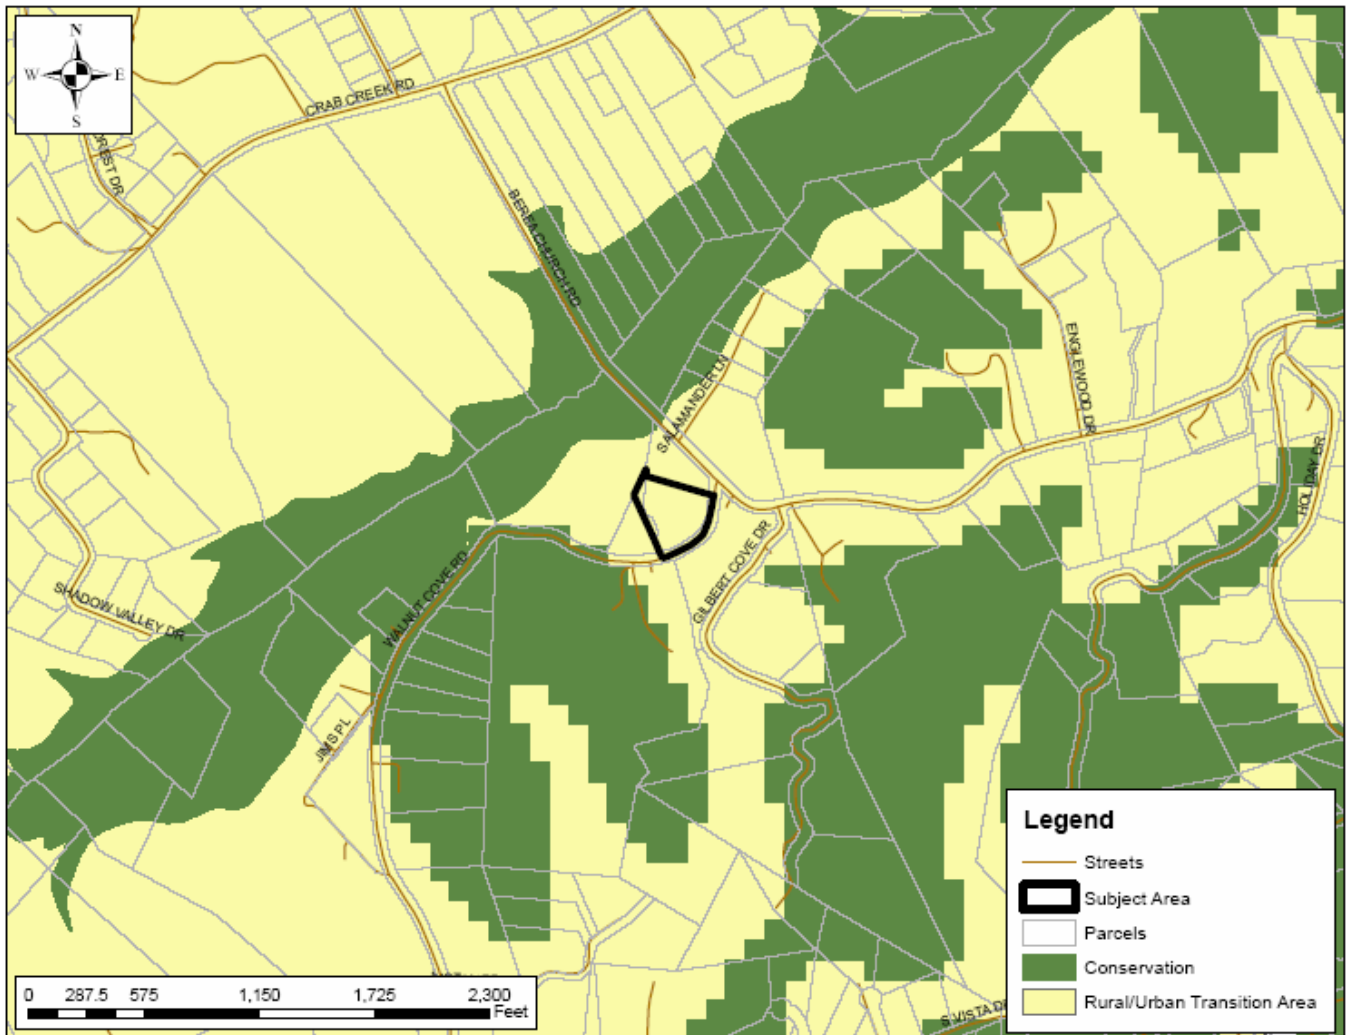 N
W E
S
CRAB CREEK RD
OREST DR
BEREA CHURCH RD
SALAMANDER LN
ENGLEWOOD DR
HOLIDAY DR
GILBERT COVE DR
WALNUT COVE RD
SHADOW VALLEY DR
JIMS PL
S VISTA DR
Legend
Streets
Subject Area
Parcels
Conservation
Rural/Urban Transition Area
0 287.5 575 1,150 1,725 2,300
Feet